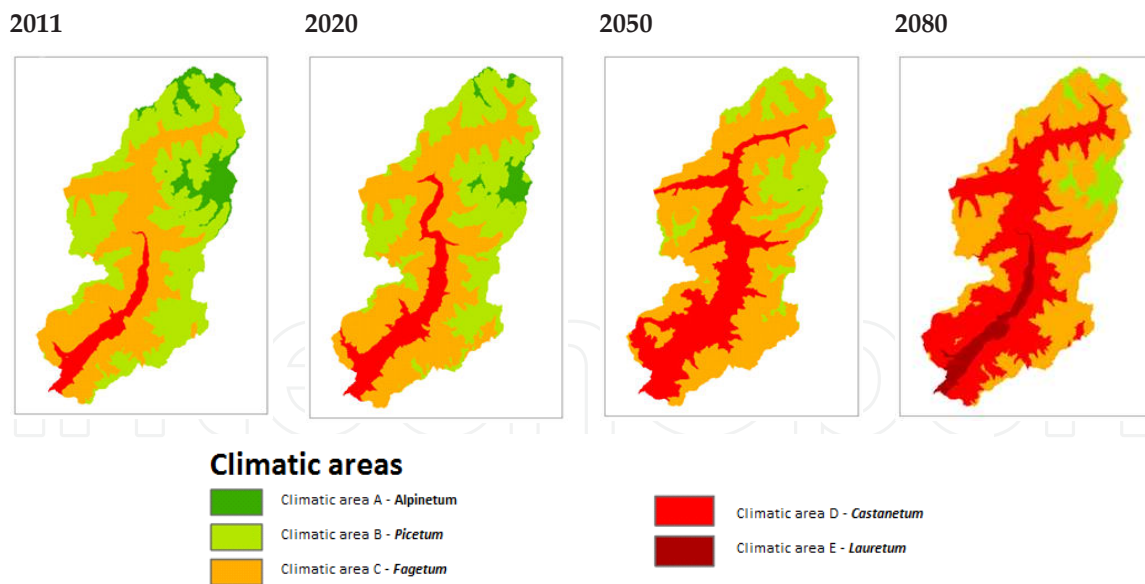 2011 2020 2050 2080
Climatic areas
Climatic area A - Alpinetum
Climatic area B - Picetum
Climatic area C - Fagetum
Climatic area D - Castanetum
Climatic area E - Lauretum